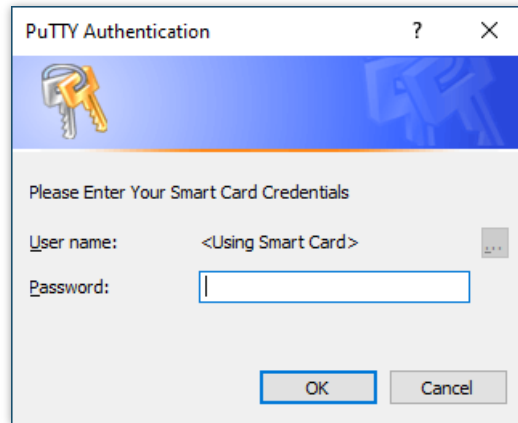 PuTTY Authentication ? ×
Please Enter Your Smart Card Credentials
User name: <Using Smart Card> ...
Password:
OK Cancel